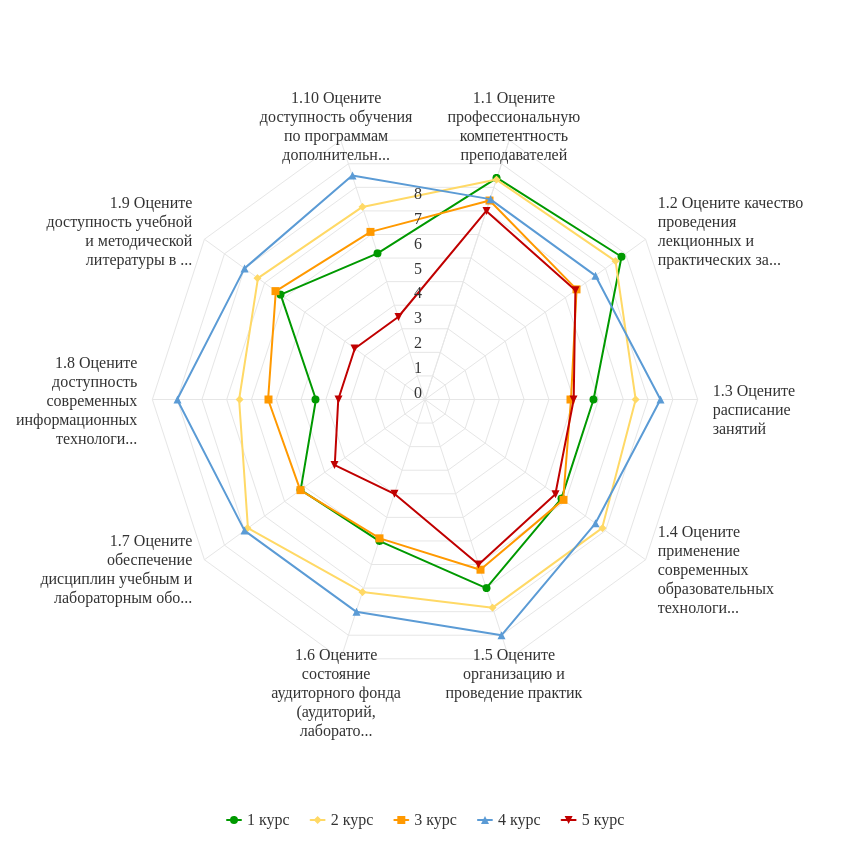 1.10 Оцените
доступность обучения
по программам
дополнительн...
1.1 Оцените
профессиональную
компетентность
преподавателей
1.9 Оцените
доступность учебной
и методической
литературы в ...
1.2 Оцените качество
проведения
лекционных и
практических за...
8
7
6
5
4
3
2
1
0
1.8 Оцените
доступность
современных
информационных
технологи...
1.3 Оцените
расписание
занятий
1.7 Оцените
обеспечение
дисциплин учебным и
лабораторным обо...
1.4 Оцените
применение
современных
образовательных
технологи...
1.6 Оцените
состояние
аудиторного фонда
(аудиторий,
лаборато...
1.5 Оцените
организацию и
проведение практик
1 курс
2 курс
3 курс
4 курс
5 курс